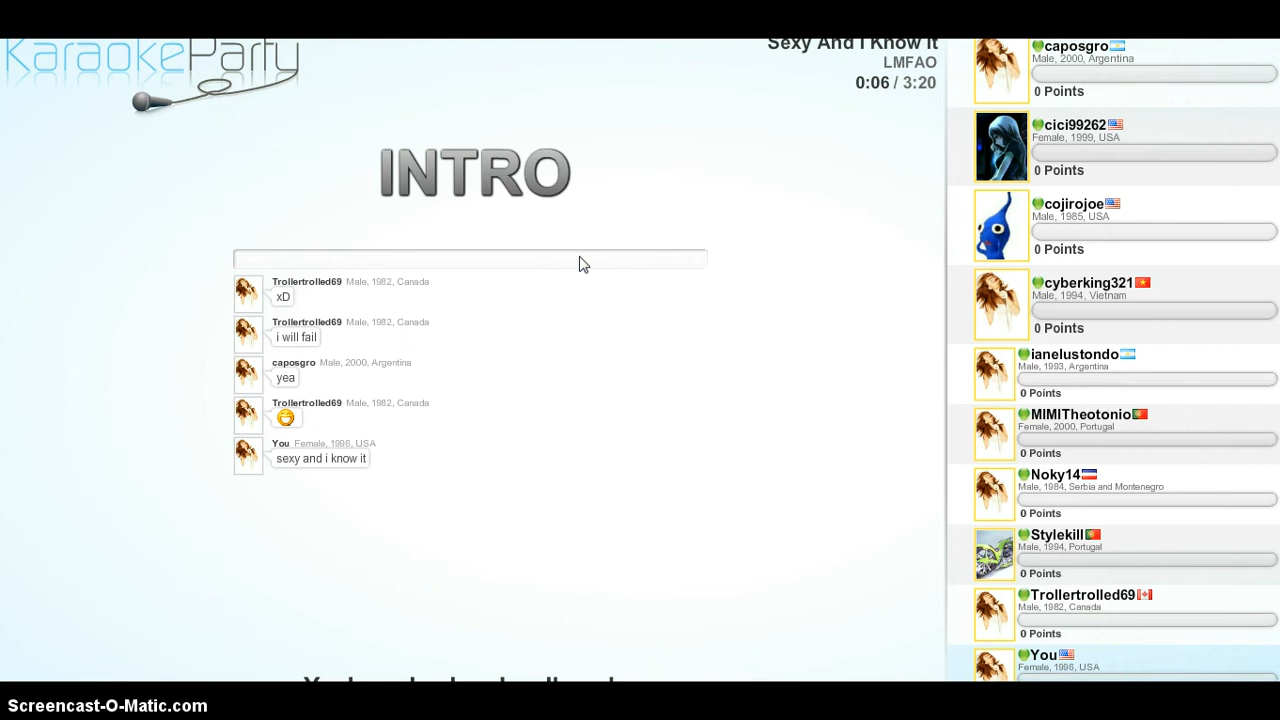 KaraokeParty
Sexy And I Know It
LMFAO
0:06 / 3:20
INTRO
Trollertrolled69 Male, 1982, Canada
xD
Trollertrolled69 Male, 1982, Canada
i will fail
caposgro Male, 2000, Argentina
yea
Trollertrolled69 Male, 1982, Canada
You Female, 1996, USA
sexy and i know it
caposgro
Male, 2000, Argentina
0 Points
cici99262
Female, 1999, USA
0 Points
cojirojoe
Male, 1985, USA
0 Points
cyberking321
Male, 1994, Vietnam
0 Points
ianelustondo
Male, 1993, Argentina
0 Points
MIMITheotonio
Female, 2000, Portugal
0 Points
Noky14
Male, 1984, Serbia and Montenegro
0 Points
Stylekill
Male, 1994, Portugal
0 Points
Trollertrolled69
Male, 1982, Canada
0 Points
You
Female, 1996, USA
Screencast-O-Matic.com